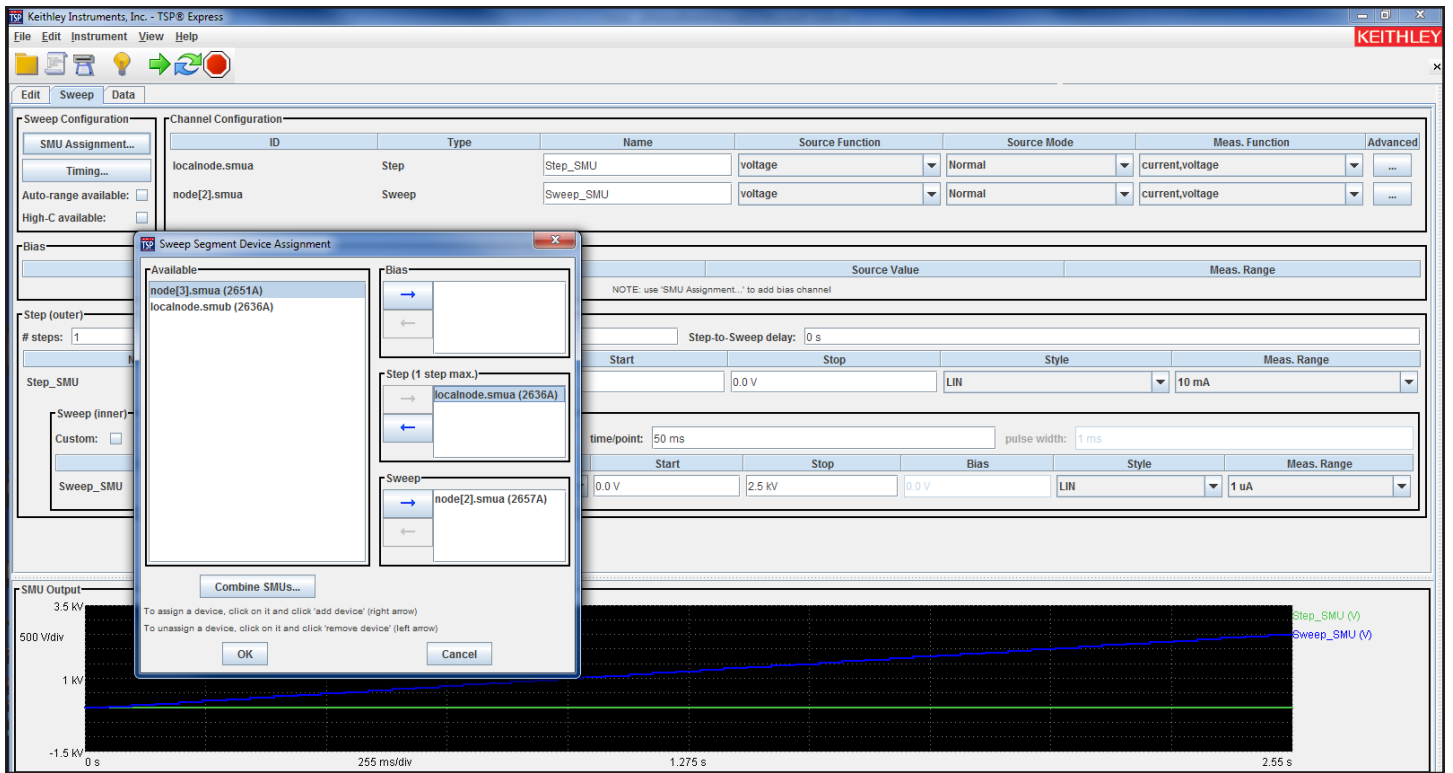 TSP Keithley Instruments, Inc. - TSP® Express
File Edit Instrument View Help
KEITHLEY
Edit Sweep Data
Sweep Configuration
SMU Assignment...
Timing...
Auto-range available:
High-C available:
Channel Configuration
ID Type Name Source Function Source Mode Meas. Function Advanced
localnode.smua Step Step_SMU voltage Normal current,voltage ...
node[2].smua Sweep Sweep_SMU voltage Normal current,voltage ...
Bias
Source Value Meas. Range
NOTE: use 'SMU Assignment...' to add bias channel
Step (outer)
# steps: 1 Step-to-Sweep delay: 0 s
N Start Stop Style Meas. Range
Step_SMU 0.0 V LIN 10 mA
Sweep (inner)
Custom: time/point: 50 ms pulse width: 1 ms
Start Stop Bias Style Meas. Range
Sweep_SMU 0.0 V 2.5 kV 0.0 V LIN 1 uA
TSP Sweep Segment Device Assignment
Available
node[3].smua (2651A)
localnode.smub (2636A)
Bias
Step (1 step max.)
localnode.smua (2636A)
Sweep
node[2].smua (2657A)
Combine SMUs...
To assign a device, click on it and click 'add device' (right arrow)
To unassign a device, click on it and click 'remove device' (left arrow)
OK Cancel
SMU Output
3.5 kV
500 V/div
1 kV
-1.5 kV
0 s 255 ms/div 1.275 s 2.55 s
Step_SMU (V)
Sweep_SMU (V)